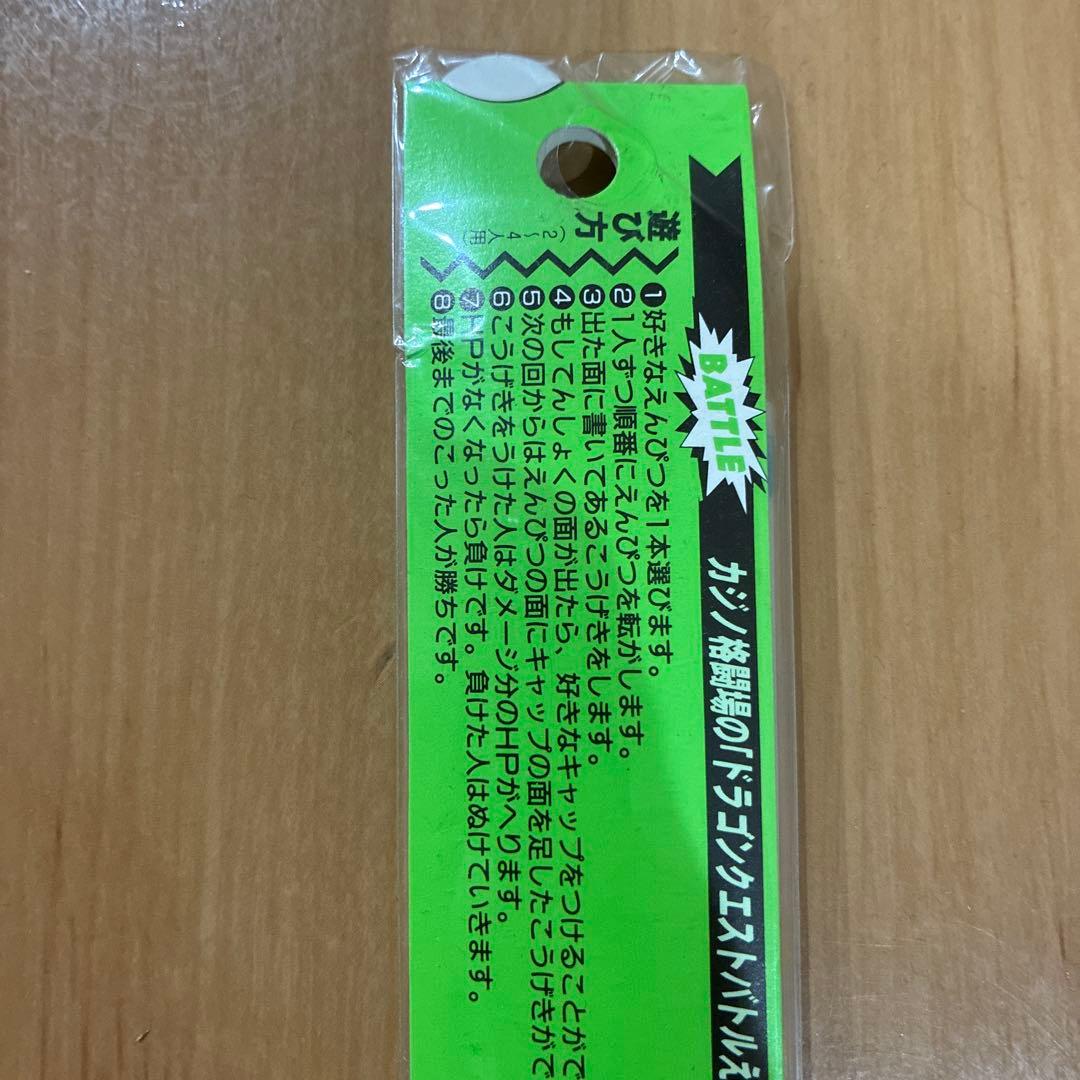 BATTLE カジノ格闘場の「ドラゴンクエストバトルえ
遊び方
(2〜4人用)
❶好きなえんぴつを1本選びます。
❷1人ずつ順番にえんぴつを転がします。
❸出た面に書いてあるこうげきをします。
❹もしてんしょくの面が出たら、好きなキャップをつけることがで
❺次の回からはえんぴつの面にキャップの面を足したこうげきがで
❻こうげきをうけた人はダメージ分のHPがへります。
❼HPがなくなったら負けです。負けた人はぬけていきます。
❽最後までのこった人が勝ちです。